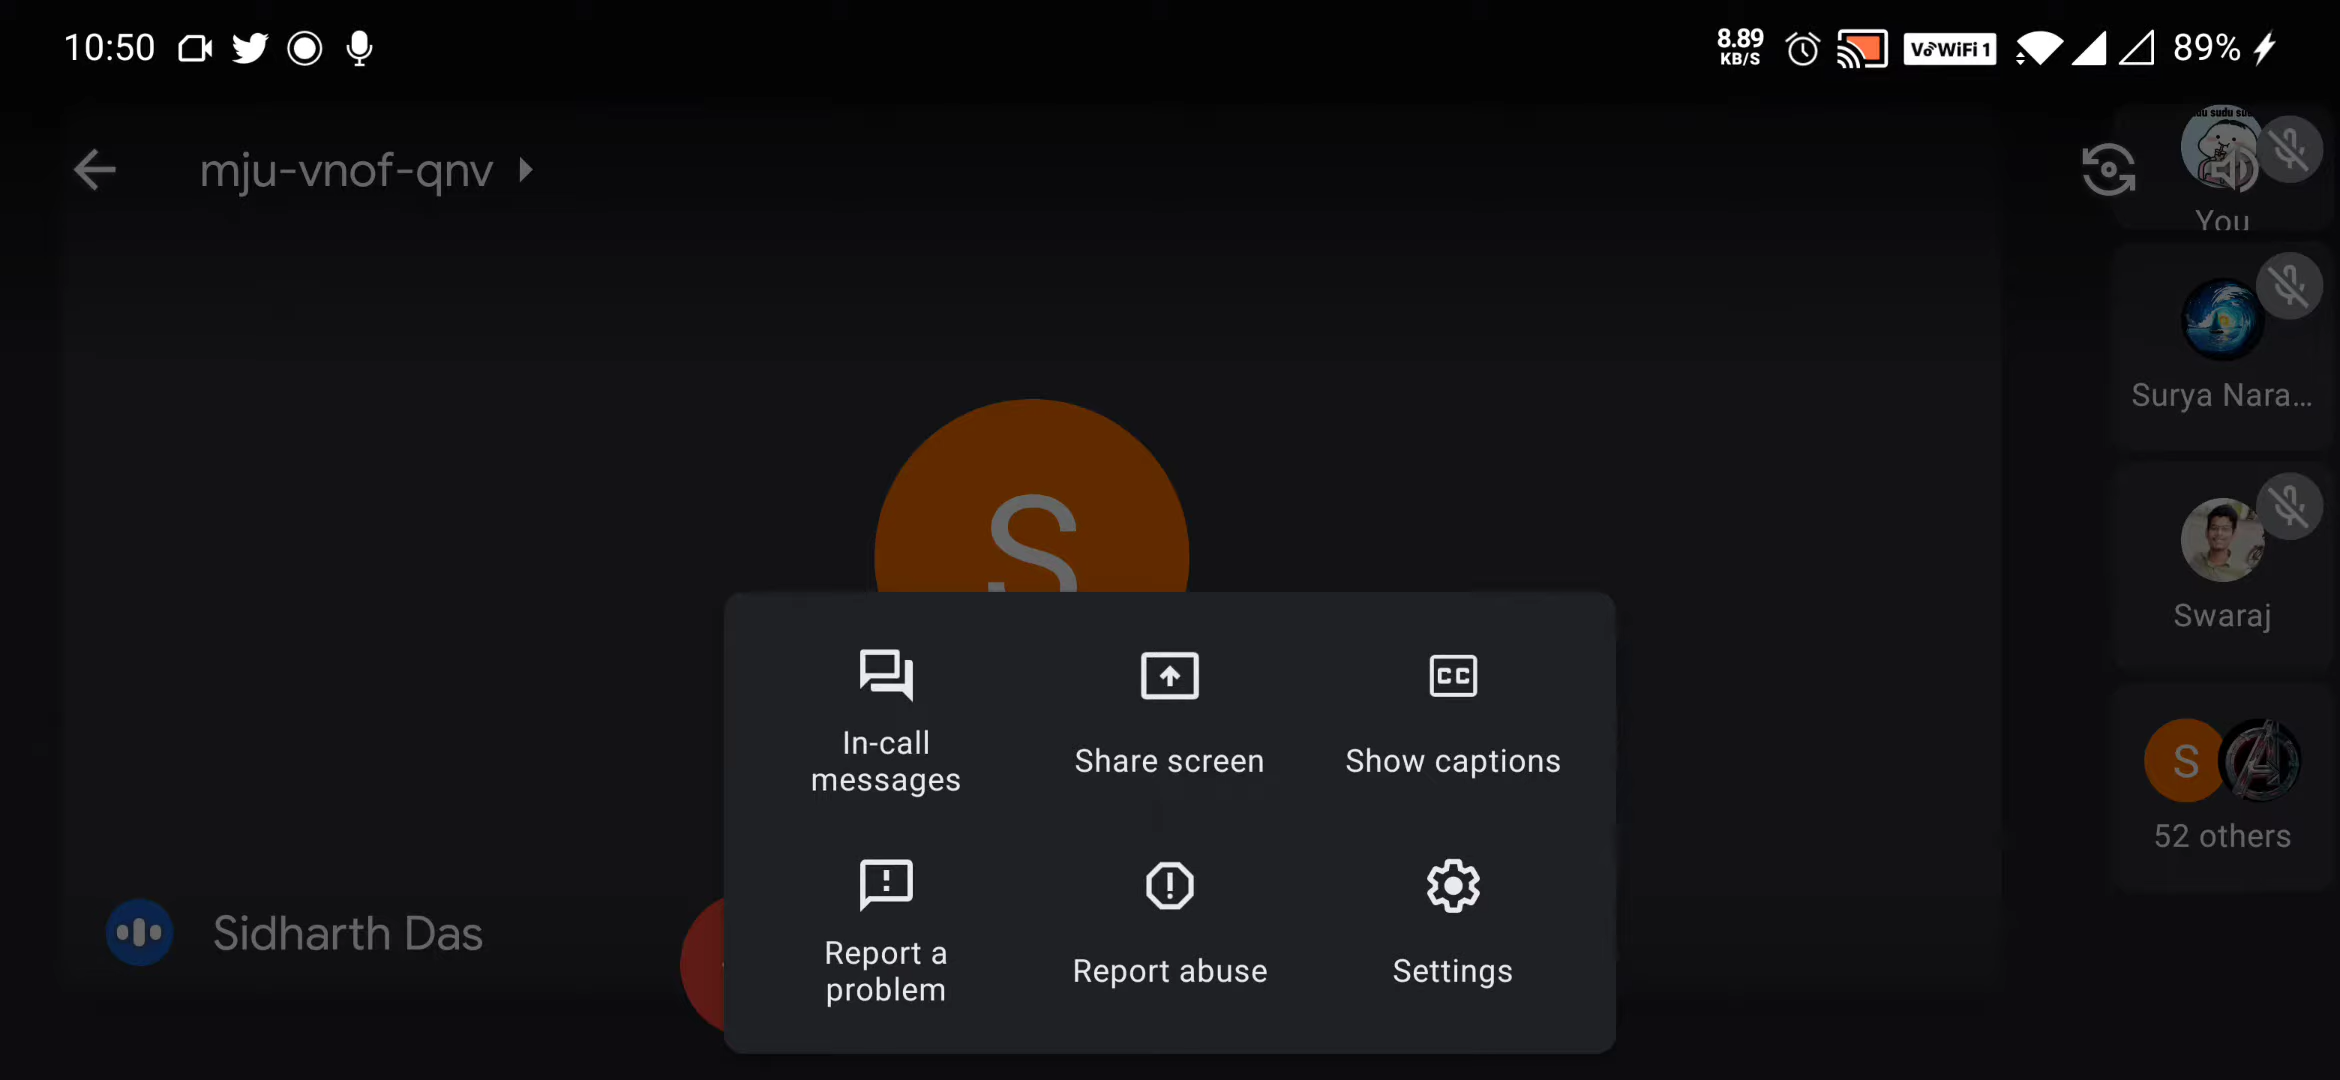 10:50
8.89
KB/S
VoWiFi 1
89%
mju-vnof-qnv
You
Surya Nara...
Swaraj
S
S
52 others
Sidharth Das
In-call
messages
Share screen
CC
Show captions
Report a
problem
Report abuse
Settings